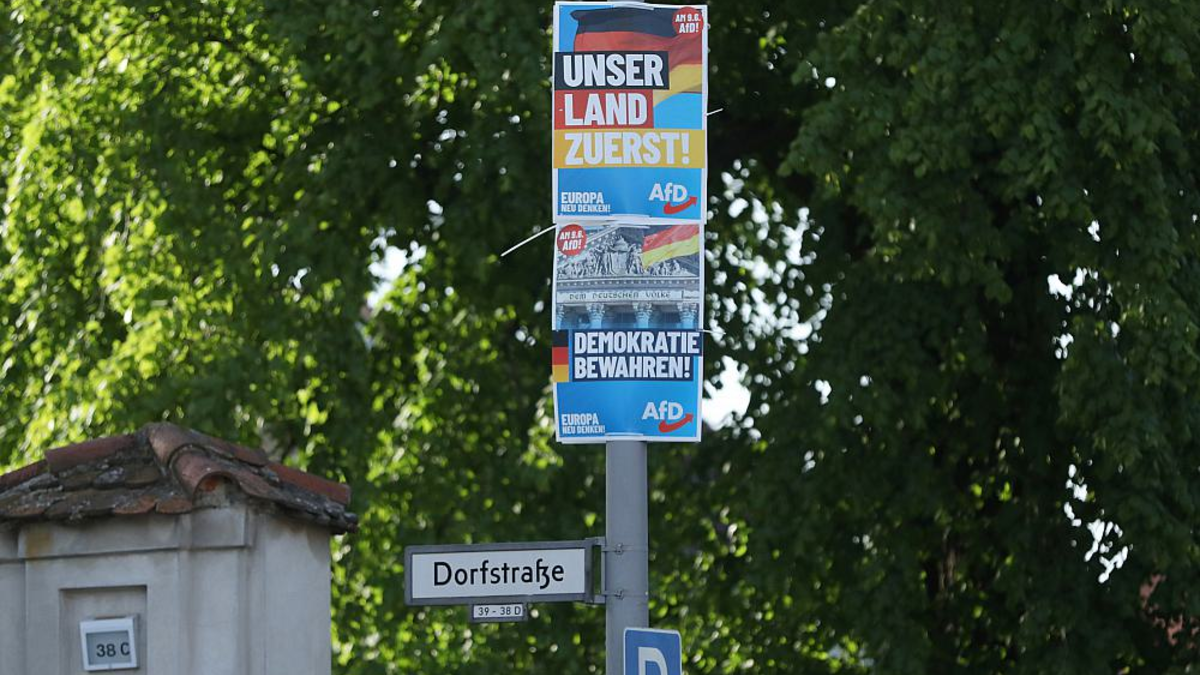 AM 9.6.
AfD!
UNSER
LAND
ZUERST!
EUROPA
NEU DENKEN!
AfD
AM 9.6.
AfD!
DEM DEUTSCHEN VOLKE
DEMOKRATIE
BEWAHREN!
EUROPA
NEU DENKEN!
AfD
Dorfstraße
39 - 38 D
38 C
P